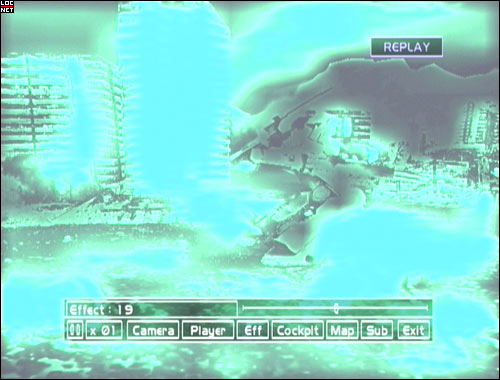 LOC
NET
REPLAY
Effect : 19
x 01 Camera Player Eff Cockpit Map Sub Exit